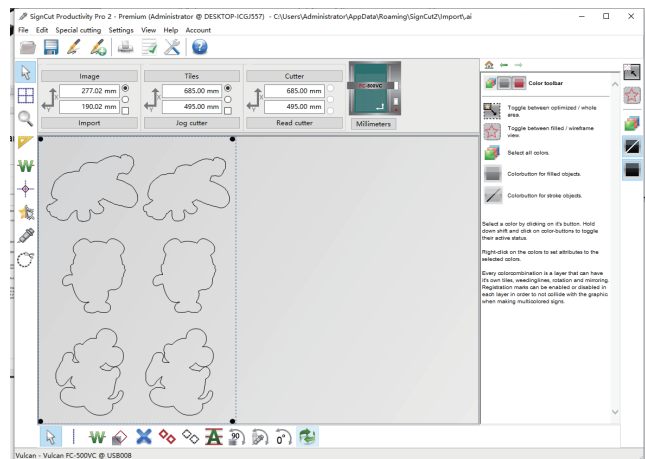 SignCut Productivity Pro 2 - Premium (Administrator @ DESKTOP-ICGJ557) - C:\Users\Administrator\AppData\Roaming\SignCut2\Import\,ai
File Edit Special cutting Settings View Help Account
Image
277.02 mm
190.02 mm
X
Y
Import
Tiles
685.00 mm
495.00 mm
X
Y
Jog cutter
Cutter
685.00 mm
495.00 mm
X
Y
Read cutter
FC-500VC
Millimeters
Color toolbar
Toggle between optimized / whole
area.
Toggle between filled / wireframe
view.
Select all colors.
Colorbutton for filled objects.
Colorbutton for stroke objects.
Select a color by clicking on it's button. Hold
down shift and click on color-buttons to toggle
their active status.
Right-click on the colors to set attributes to the
selected colors.
Every colorcombination is a layer that can have
it's own tiles, weedinglines, rotation and mirroring.
Registration marks can be enabled or disabled in
each layer in order to not collide with the graphic
when making multicolored signs.
W
W
A
90
0°
Vulcan - Vulcan FC-500VC @ USB008